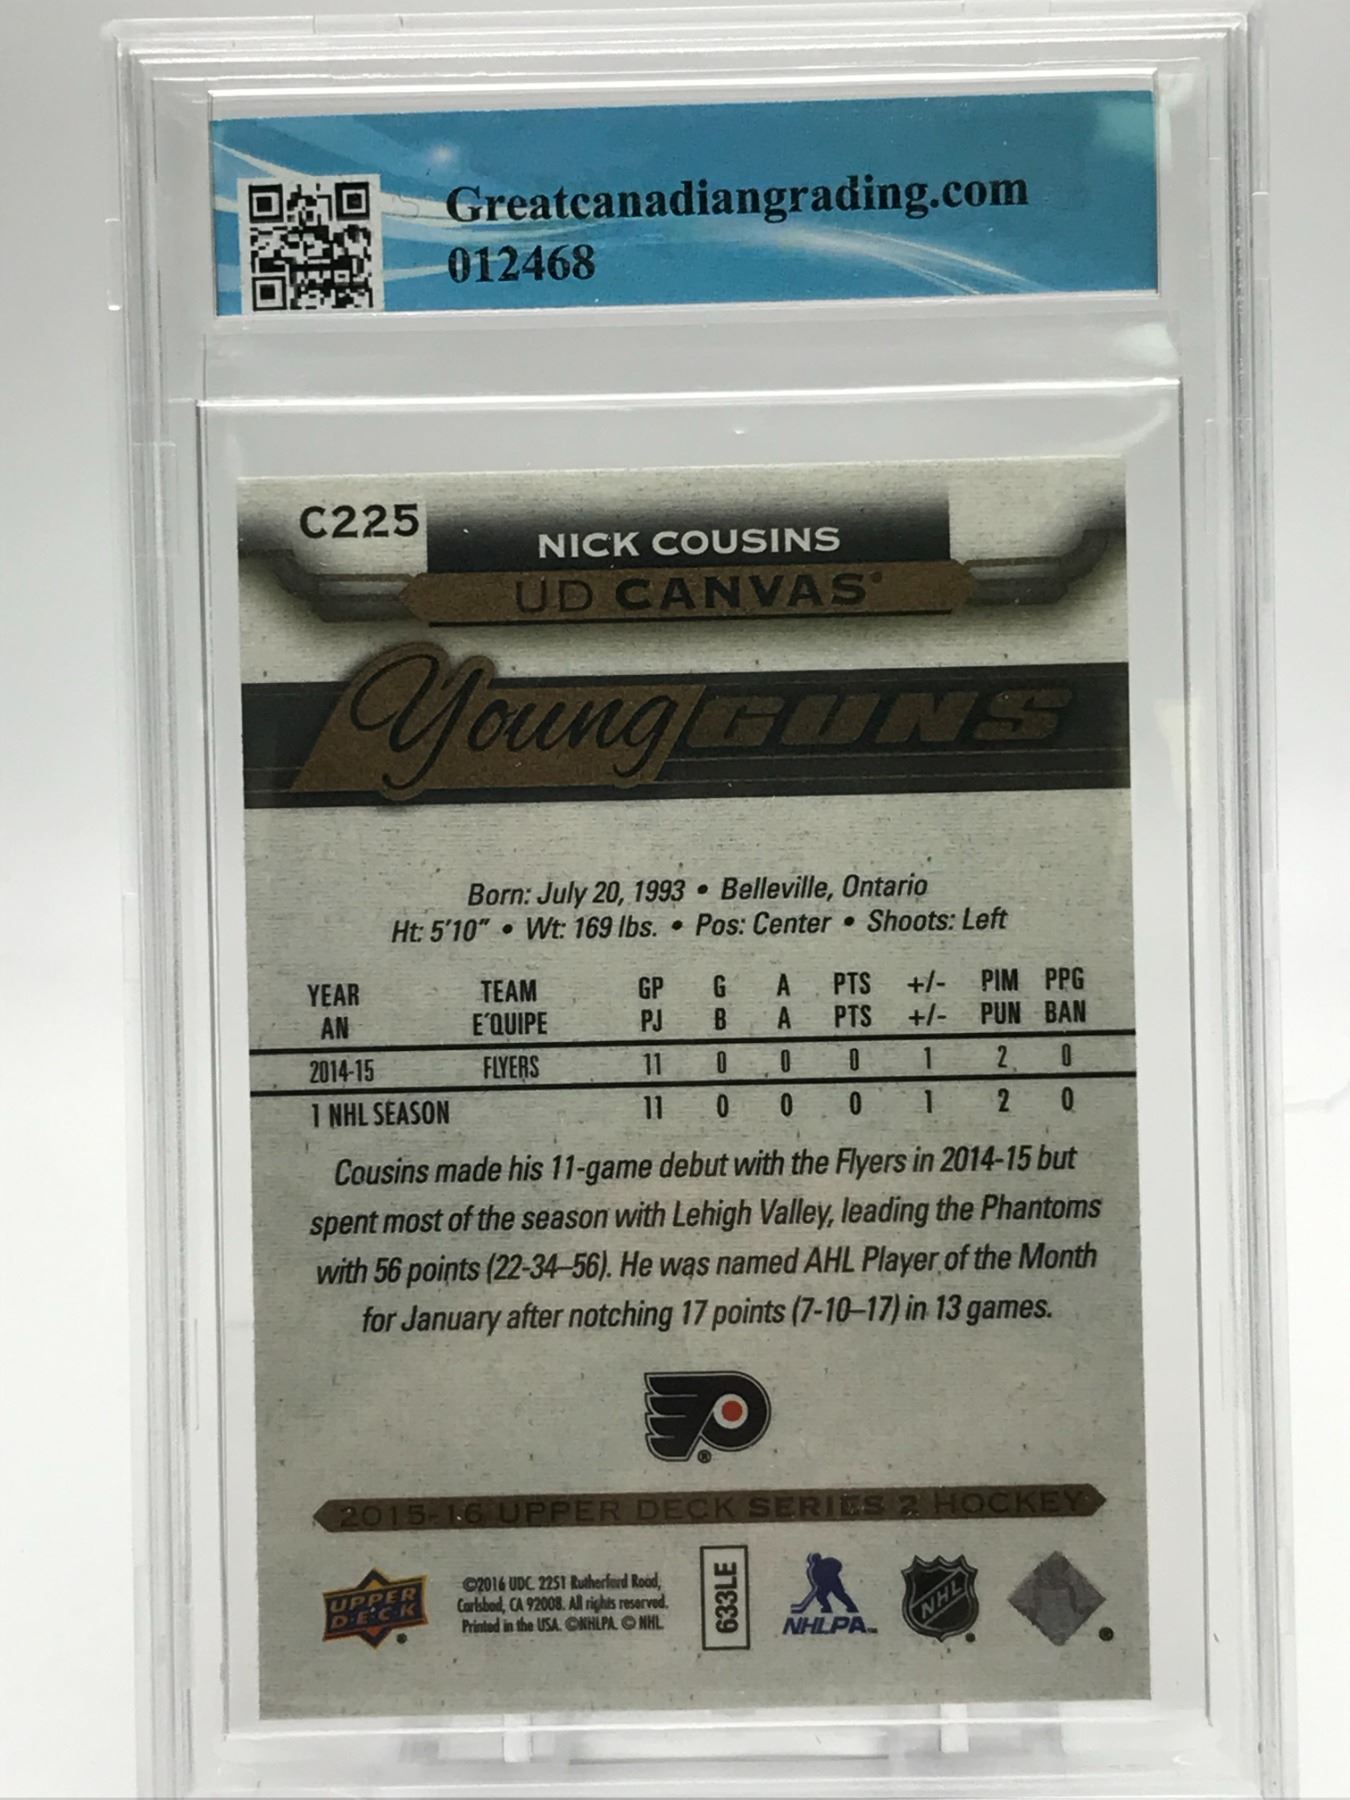 Greatcanadiangrading.com
012468
C225
NICK COUSINS
UD CANVAS
Young GUNS
Born: July 20, 1993 • Belleville, Ontario
Ht: 5'10" • Wt: 169 lbs. • Pos: Center • Shoots: Left
YEAR TEAM GP G A PTS +/- PIM PPG
AN E'QUIPE PJ B A PTS +/- PUN BAN
2014-15 FLYERS 11 0 0 0 1 2 0
1 NHL SEASON 11 0 0 0 1 2 0
Cousins made his 11-game debut with the Flyers in 2014-15 but
spent most of the season with Lehigh Valley, leading the Phantoms
with 56 points (22-34–56). He was named AHL Player of the Month
for January after notching 17 points (7-10–17) in 13 games.
®
2015-16 UPPER DECK SERIES 2 HOCKEY
UPPER
D•E•C•K
©2016 UDC. 2251 Rutherford Road,
Carlsbad, CA 92008. All rights reserved.
Printed in the USA. ©NHLPA. © NHL.
633LE
NHLPA
NHL